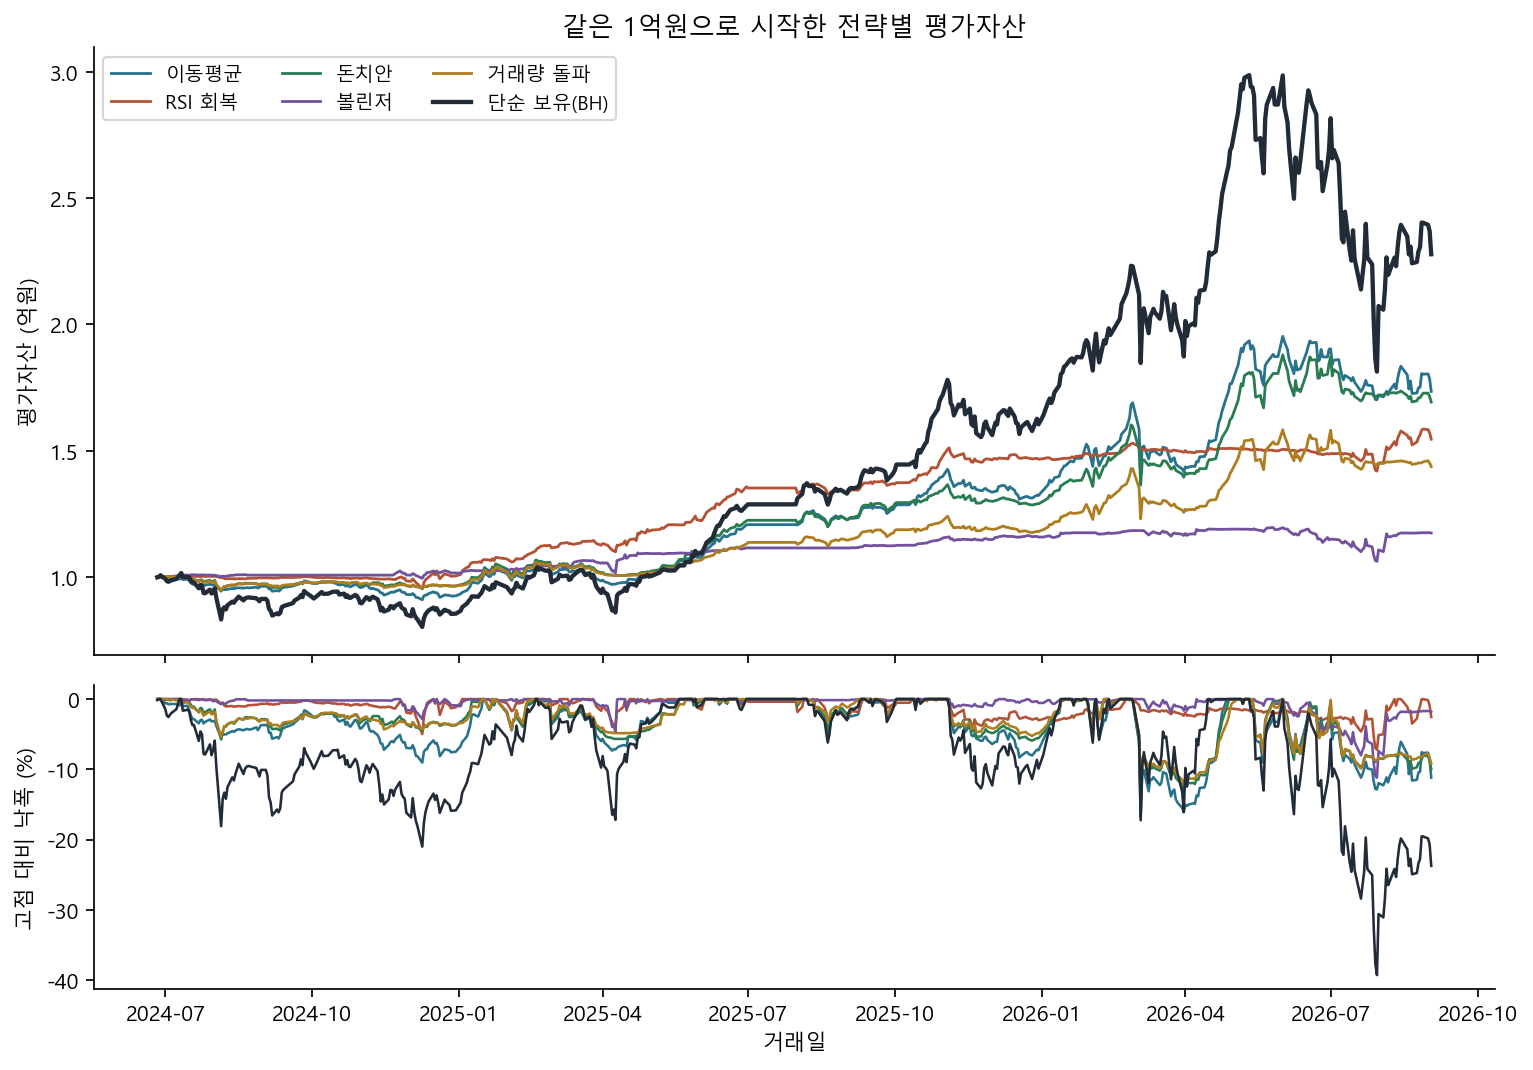 같은 1억원으로 시작한 전략별 평가자산
이동평균 돈치안 거래량 돌파
RSI 회복 볼린저 단순 보유(BH)
평가자산 (억원)
3.0
2.5
2.0
1.5
1.0
고점 대비 낙폭 (%)
0
-10
-20
-30
-40
2024-07 2024-10 2025-01 2025-04 2025-07 2025-10 2026-01 2026-04 2026-07 2026-10
거래일